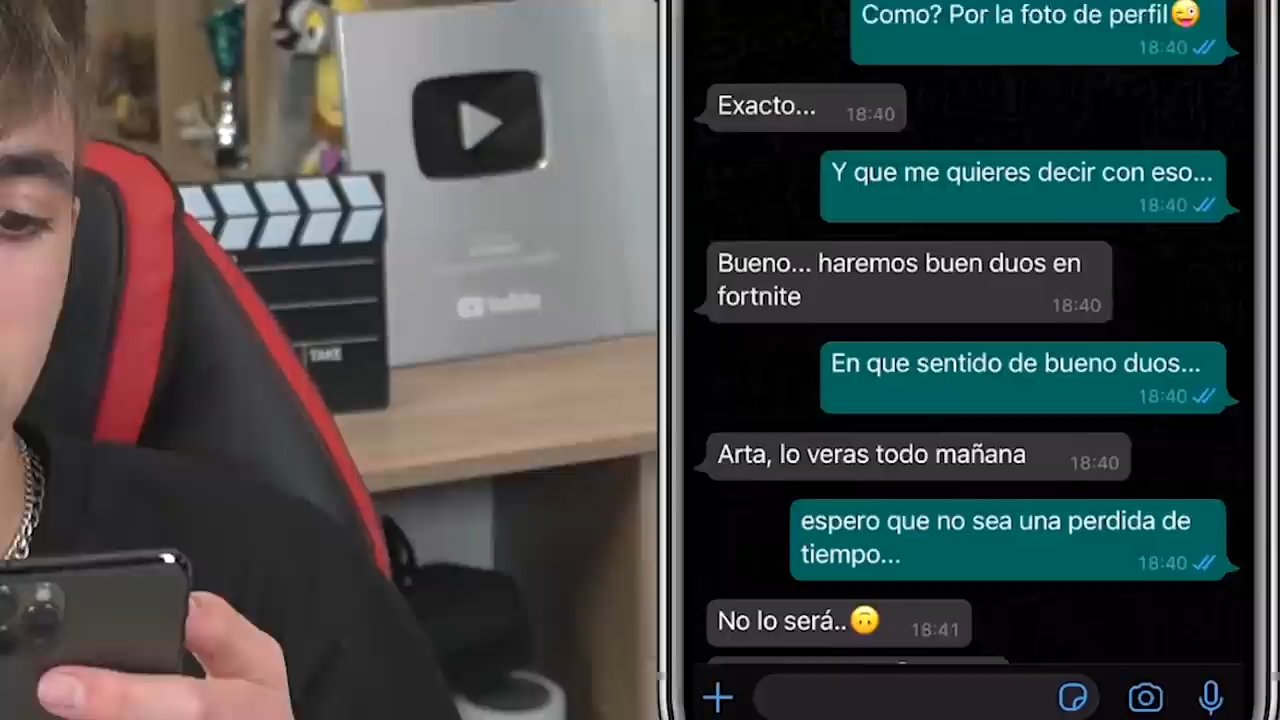 Como? Por la foto de perfil😜
18:40
Exacto...
18:40
Y que me quieres decir con eso...
18:40
Bueno... haremos buen duos en
fortnite
18:40
En que sentido de bueno duos...
18:40
Arta, lo veras todo mañana
18:40
espero que no sea una perdida de
tiempo...
18:40
No lo será..🙃
18:41
TAKE
YouTube